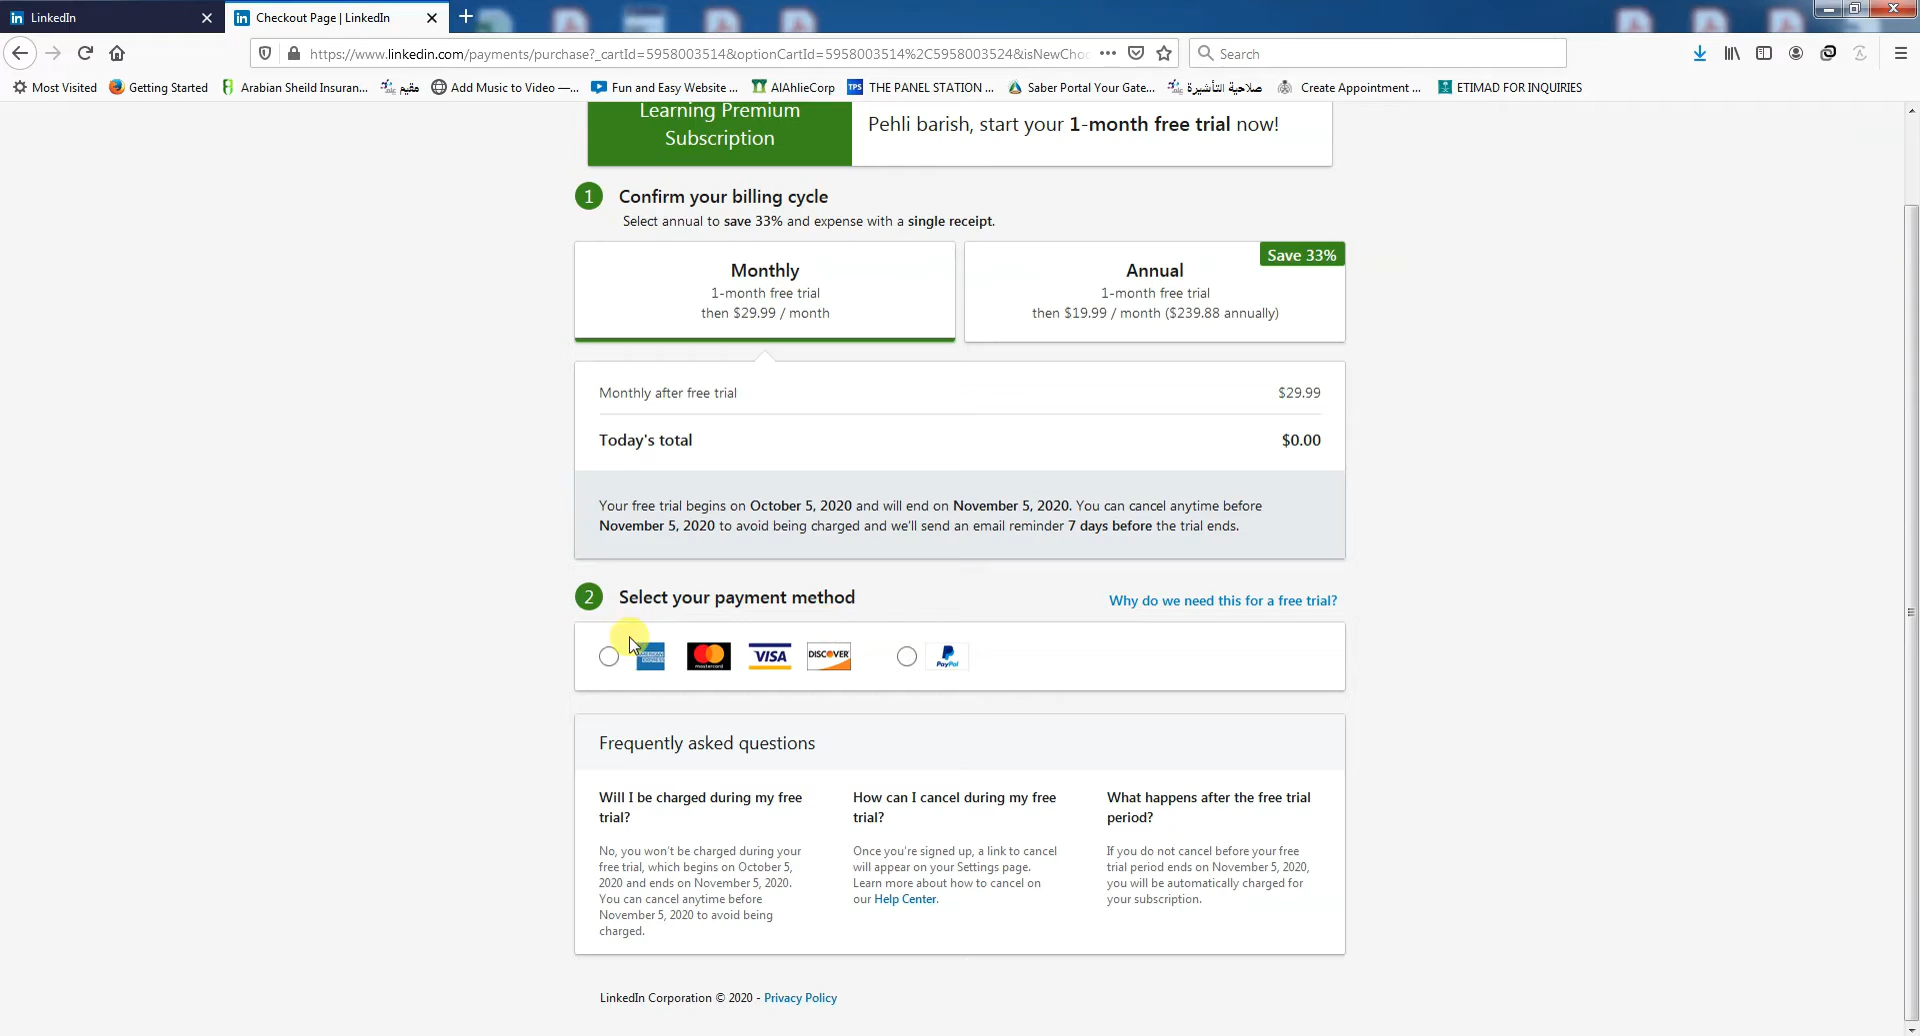 LinkedIn
Checkout Page | LinkedIn
https://www.linkedin.com/payments/purchase?_cartId=5958003514&optionCartId=5958003514%2C5958003524&isNewCho
Search
Most Visited
Getting Started
Arabian Sheild Insuran...
مقيم
Add Music to Video —...
Fun and Easy Website ...
AlAhlieCorp
TPS
THE PANEL STATION ...
Saber Portal Your Gate...
صلاحية التأشيرة
Create Appointment ...
ETIMAD FOR INQUIRIES
Learning Premium
Subscription
Pehli barish, start your 1-month free trial now!
1 Confirm your billing cycle
Select annual to save 33% and expense with a single receipt.
Monthly
1-month free trial
then $29.99 / month
Save 33%
Annual
1-month free trial
then $19.99 / month ($239.88 annually)
Monthly after free trial $29.99
Today's total $0.00
Your free trial begins on October 5, 2020 and will end on November 5, 2020. You can cancel anytime before
November 5, 2020 to avoid being charged and we'll send an email reminder 7 days before the trial ends.
2 Select your payment method
Why do we need this for a free trial?
mastercard
VISA
DISCOVER
PayPal
Frequently asked questions
Will I be charged during my free
trial?
No, you won't be charged during your
free trial, which begins on October 5,
2020 and ends on November 5, 2020.
You can cancel anytime before
November 5, 2020 to avoid being
charged.
How can I cancel during my free
trial?
Once you're signed up, a link to cancel
will appear on your Settings page.
Learn more about how to cancel on
our Help Center.
What happens after the free trial
period?
If you do not cancel before your free
trial period ends on November 5, 2020,
you will be automatically charged for
your subscription.
LinkedIn Corporation © 2020 - Privacy Policy